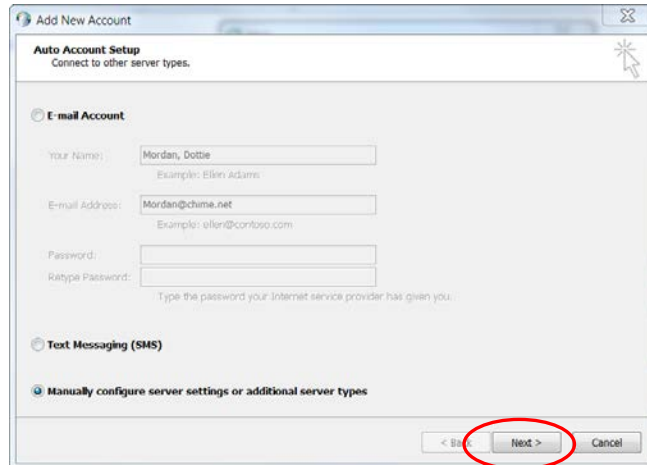 Add New Account
Auto Account Setup
Connect to other server types.
E-mail Account
Your Name: Mordan, Dottie
Example: Ellen Adams
E-mail Address: Mordan@chime.net
Example: ellen@contoso.com
Password:
Retype Password:
Type the password your Internet service provider has given you.
Text Messaging (SMS)
Manually configure server settings or additional server types
< Back Next > Cancel